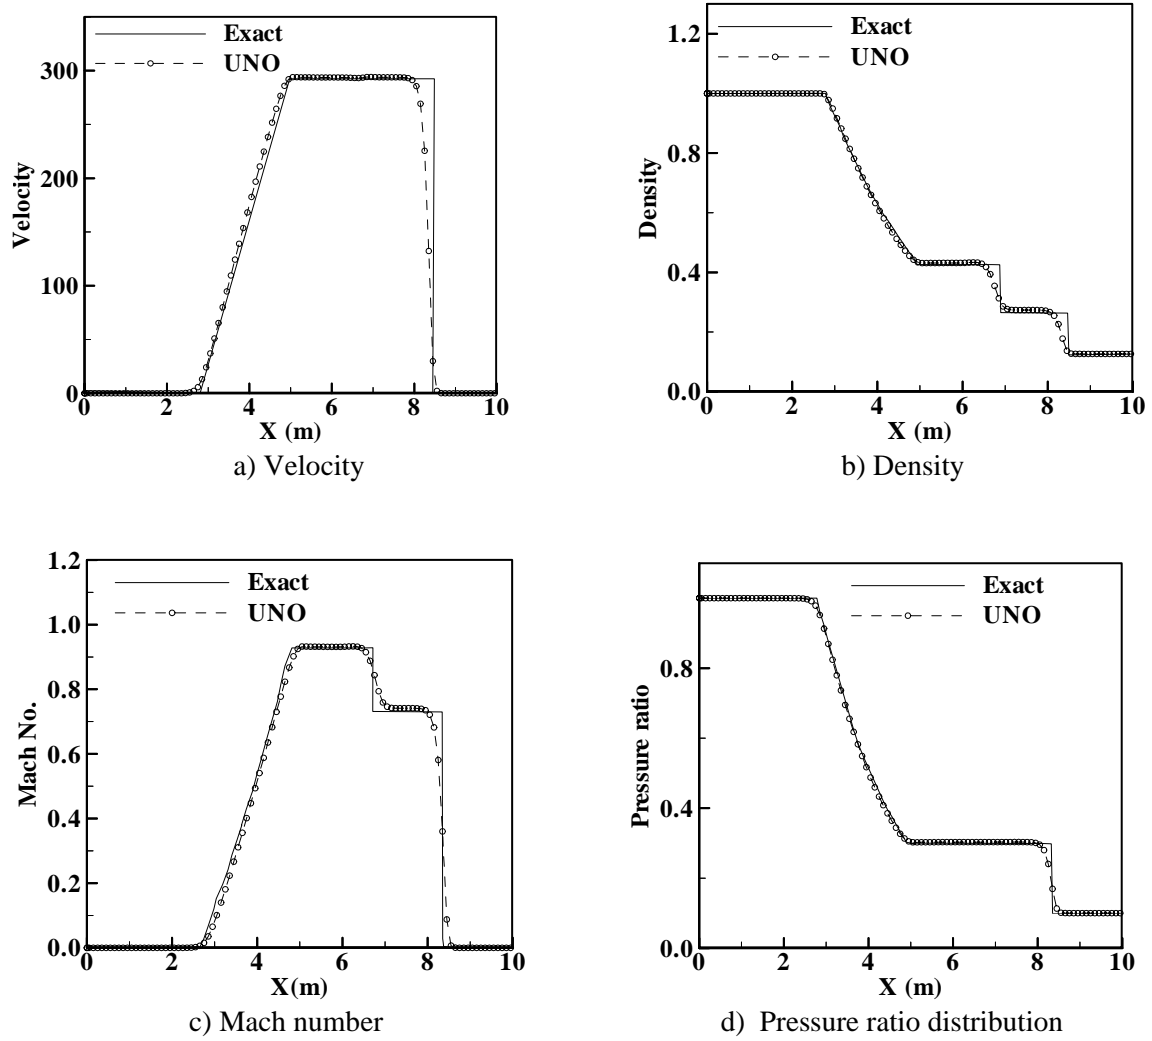 Exact
UNO
300
200
100
0
Velocity
0 2 4 6 8 10
X (m)
a) Velocity
Exact
UNO
1.2
0.8
0.4
0.0
Density
0 2 4 6 8 10
X (m)
b) Density
Exact
UNO
1.2
1.0
0.8
0.6
0.4
0.2
0.0
Mach No.
0 2 4 6 8 10
X(m)
c) Mach number
Exact
UNO
0.8
0.4
0.0
Pressure ratio
0 2 4 6 8 10
X (m)
d) Pressure ratio distribution